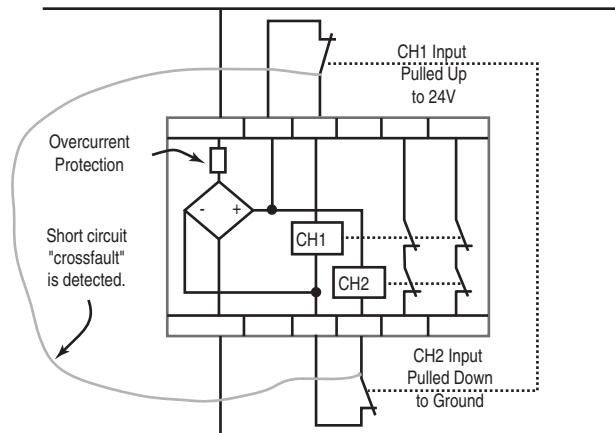 CH1 Input
Pulled Up
to 24V
Overcurrent
Protection
- +
CH1
Short circuit
"crossfault"
is detected.
CH2
CH2 Input
Pulled Down
to Ground